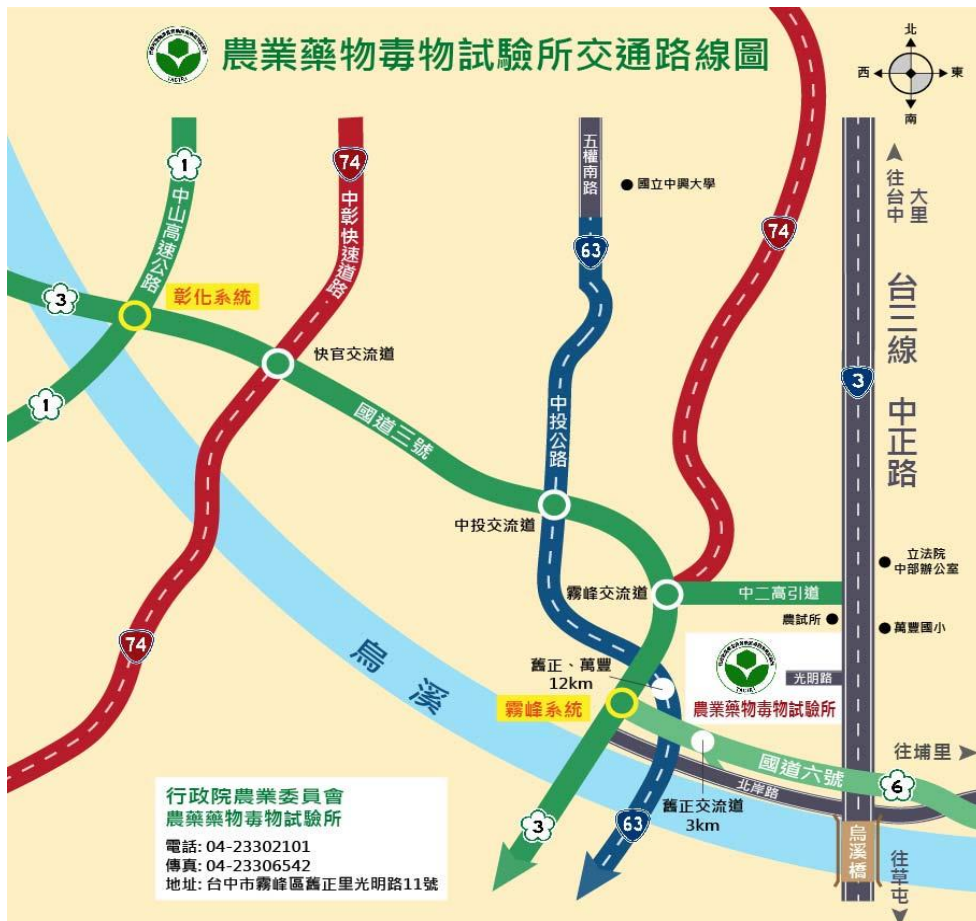 農業藥物毒物試驗所交通路線圖
北
西
東
南
1
中山高速公路
74
中彰快速道路
五權南路
國立中興大學
63
74
往台中
大里
3
彰化系統
快官交流道
1
國道三號
中投公路
台三線 中正路
3
中投交流道
立法院
中部辦公室
霧峰交流道
中二高引道
農試所
萬豐國小
74
烏溪
舊正、萬豐
12km
光明路
農業藥物毒物試驗所
霧峰系統
國道六號
往埔里
6
北岸路
舊正交流道
3km
3
63
烏溪橋
往草屯
行政院農業委員會
農藥藥物毒物試驗所
電話: 04-23302101
傳真: 04-23306542
地址: 台中市霧峰區舊正里光明路11號